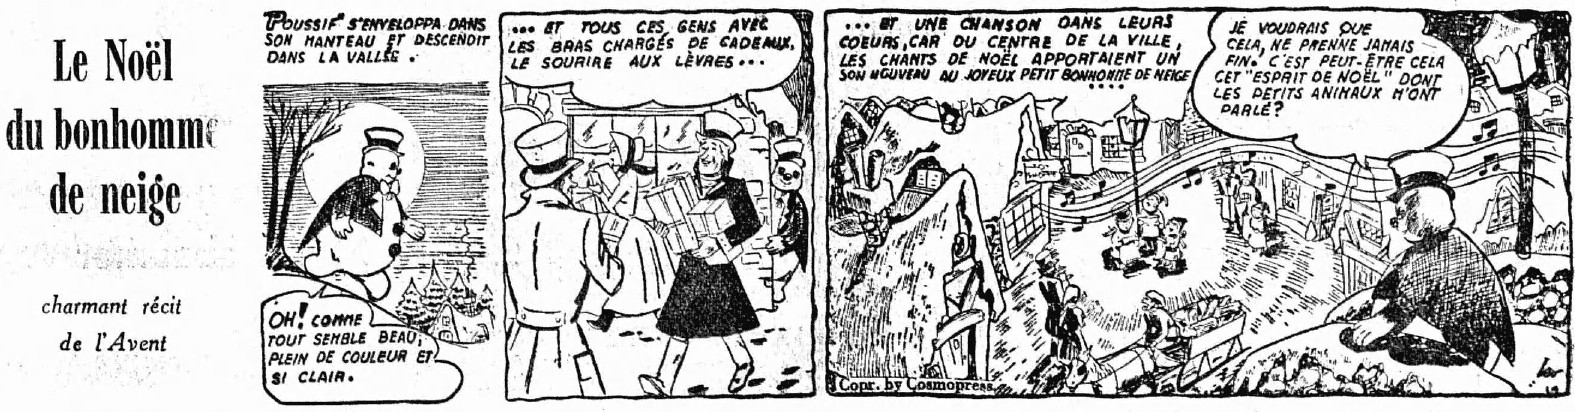 Le Noël
du bonhomme
de neige
charmant récit
de l'Avent
POUSSIF S'ENVELOPPA DANS
SON MANTEAU ET DESCENDIT
DANS LA VALLÉE.
OH! COMME
TOUT SEMBLE BEAU,
PLEIN DE COULEUR ET
SI CLAIR.
... ET TOUS CES GENS AVEC
LES BRAS CHARGÉS DE CADEAUX,
LE SOURIRE AUX LÈVRES...
... ET UNE CHANSON DANS LEURS
COEURS, CAR DU CENTRE DE LA VILLE,
LES CHANTS DE NOËL APPORTAIENT UN
SON NOUVEAU AU JOYEUX PETIT BONHOMME DE NEIGE
....
JE VOUDRAIS QUE
CELA, NE PRENNE JAMAIS
FIN. C'EST PEUT-ÊTRE CELA
CET "ESPRIT DE NOËL" DONT
LES PETITS ANIMAUX M'ONT
PARLÉ?
Copr. by Cosmopress